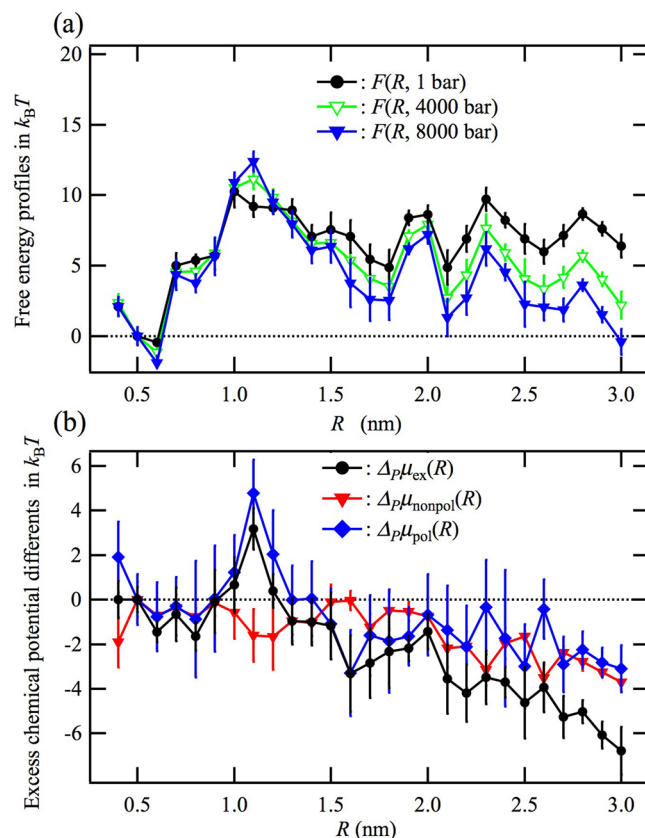 (a)
Free energy profiles in kBT
20
15
10
5
0
: F(R, 1 bar)
: F(R, 4000 bar)
: F(R, 8000 bar)
0.5 1.0 1.5 2.0 2.5 3.0
R (nm)
(b)
Excess chemical potential differents in kBT
6
4
2
0
-2
-4
-6
: ΔPμex(R)
: ΔPμnonpol(R)
: ΔPμpol(R)
0.5 1.0 1.5 2.0 2.5 3.0
R (nm)